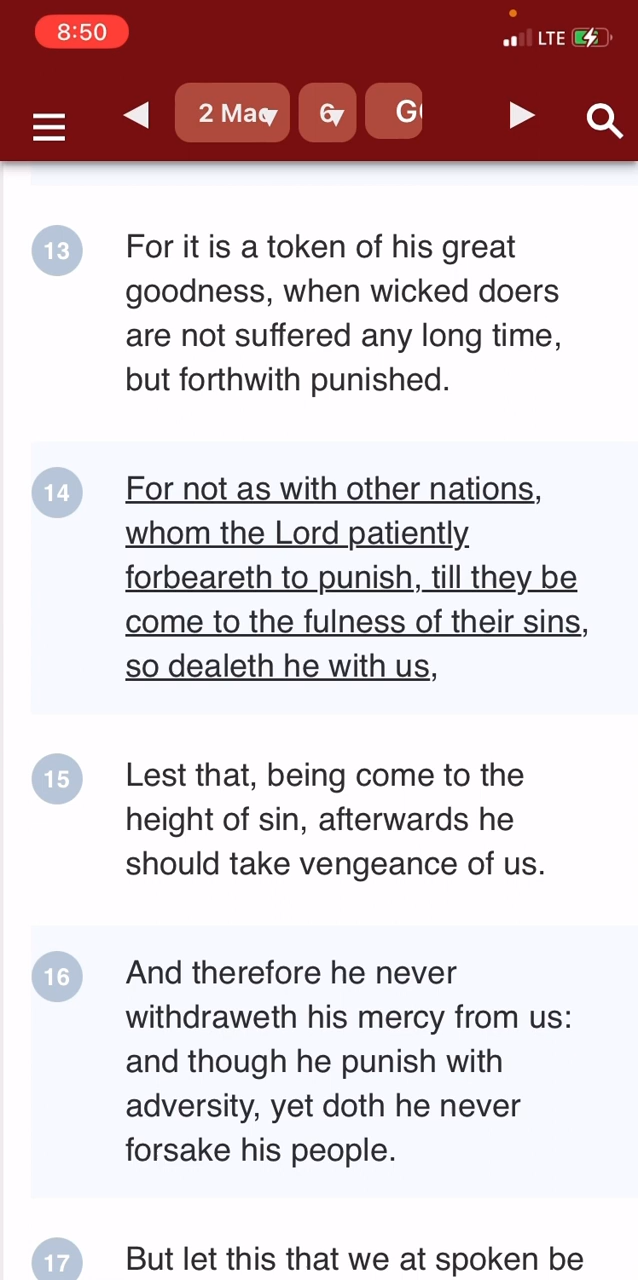 8:50
LTE
2 Mac
6
G
13
For it is a token of his great
goodness, when wicked doers
are not suffered any long time,
but forthwith punished.
14
For not as with other nations,
whom the Lord patiently
forbeareth to punish, till they be
come to the fulness of their sins,
so dealeth he with us,
15
Lest that, being come to the
height of sin, afterwards he
should take vengeance of us.
16
And therefore he never
withdraweth his mercy from us:
and though he punish with
adversity, yet doth he never
forsake his people.
17
But let this that we at spoken be